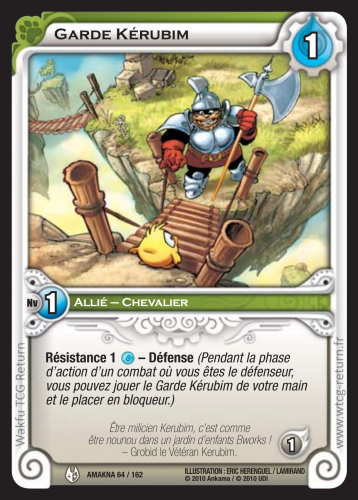 Garde Kérubim
1
Nv 1
Allié – Chevalier
Résistance 1 – Défense (Pendant la phase
d'action d'un combat où vous êtes le défenseur,
vous pouvez jouer le Garde Kérubim de votre main
et le placer en bloqueur.)
Être milicien Kerubim, c'est comme
être nounou dans un jardin d'enfants Bworks !
– Grobid le Vétéran Kerubim.
1
AMAKNA 64 / 162
ILLUSTRATION : ERIC HERENGUEL / LAMIRAND
© 2010 Ankama / © 2010 UDI
Wakfu TCG Return
www.wtcg-return.fr